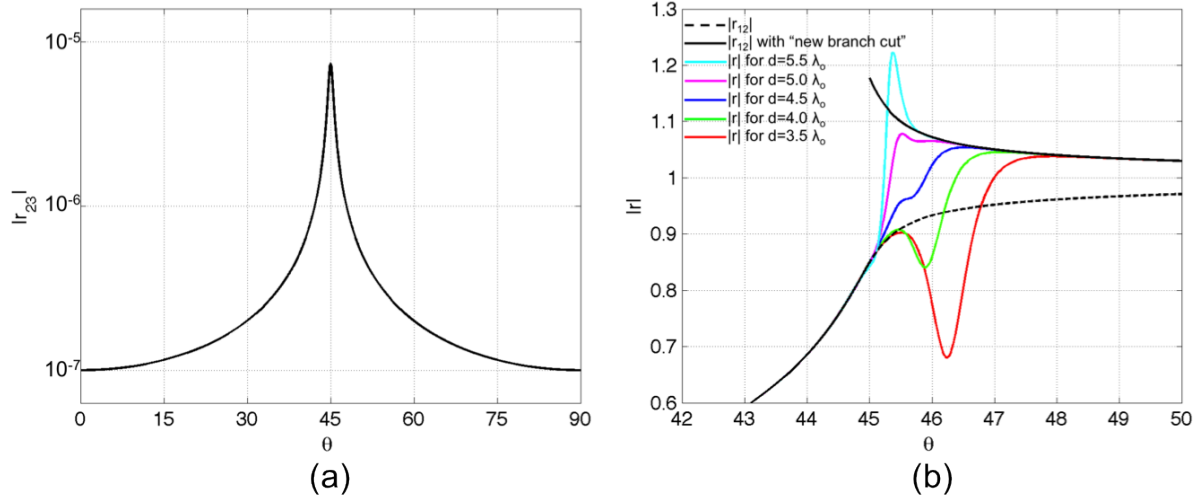 10⁻⁵
10⁻⁶
10⁻⁷
|r₂₃|
0 15 30 45 60 75 90
θ
(a)
1.3
1.2
1.1
1
0.9
0.8
0.7
0.6
|r|
|r₁₂|
|r₁₂| with “new branch cut”
|r| for d=5.5 λₒ
|r| for d=5.0 λₒ
|r| for d=4.5 λₒ
|r| for d=4.0 λₒ
|r| for d=3.5 λₒ
42 43 44 45 46 47 48 49 50
θ
(b)